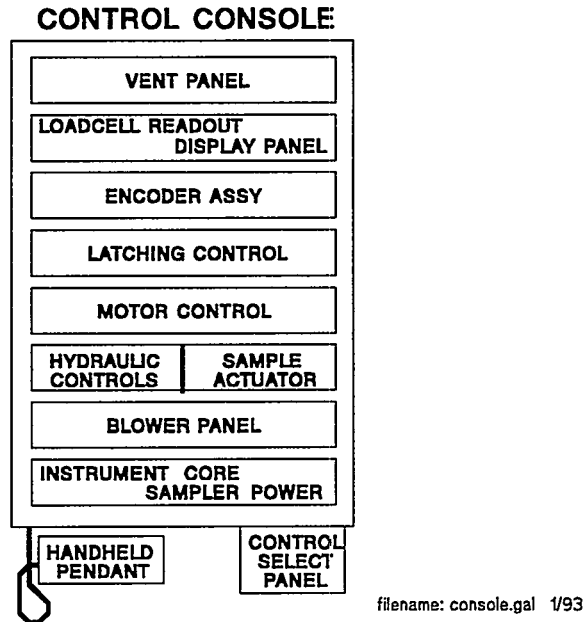 CONTROL CONSOLE
VENT PANEL
LOADCELL READOUT
DISPLAY PANEL
ENCODER ASSY
LATCHING CONTROL
MOTOR CONTROL
HYDRAULIC
CONTROLS
SAMPLE
ACTUATOR
BLOWER PANEL
INSTRUMENT CORE
SAMPLER POWER
HANDHELD
PENDANT
CONTROL
SELECT
PANEL
filename: console.gal 1/93